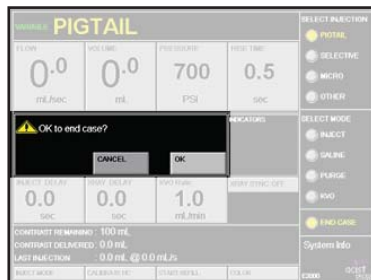 VARIABLE PIGTAIL
SELECT INJECTION
PIGTAIL
SELECTIVE
MICRO
OTHER
FLOW
VOLUME
PRESSURE
RISE TIME
0.0
0.0
700
0.5
mL/sec
mL
PSI
sec
OK to end case?
CANCEL
OK
INDICATORS
SELECT MODE
INJECT
SALINE
PURGE
KVO
INJECT DELAY
XRAY DELAY
KVO Rate
XRAY SYNC OFF
0.0
0.0
1.0
sec
sec
mL/min
CONTRAST REMAINING : 100 mL
CONTRAST DELIVERED : 0.0 mL
LAST INJECTION : 0.0 mL @ 0.0 mL/s
END CASE
System Info
INJECT MODE
START REFILL
COLOR
acist